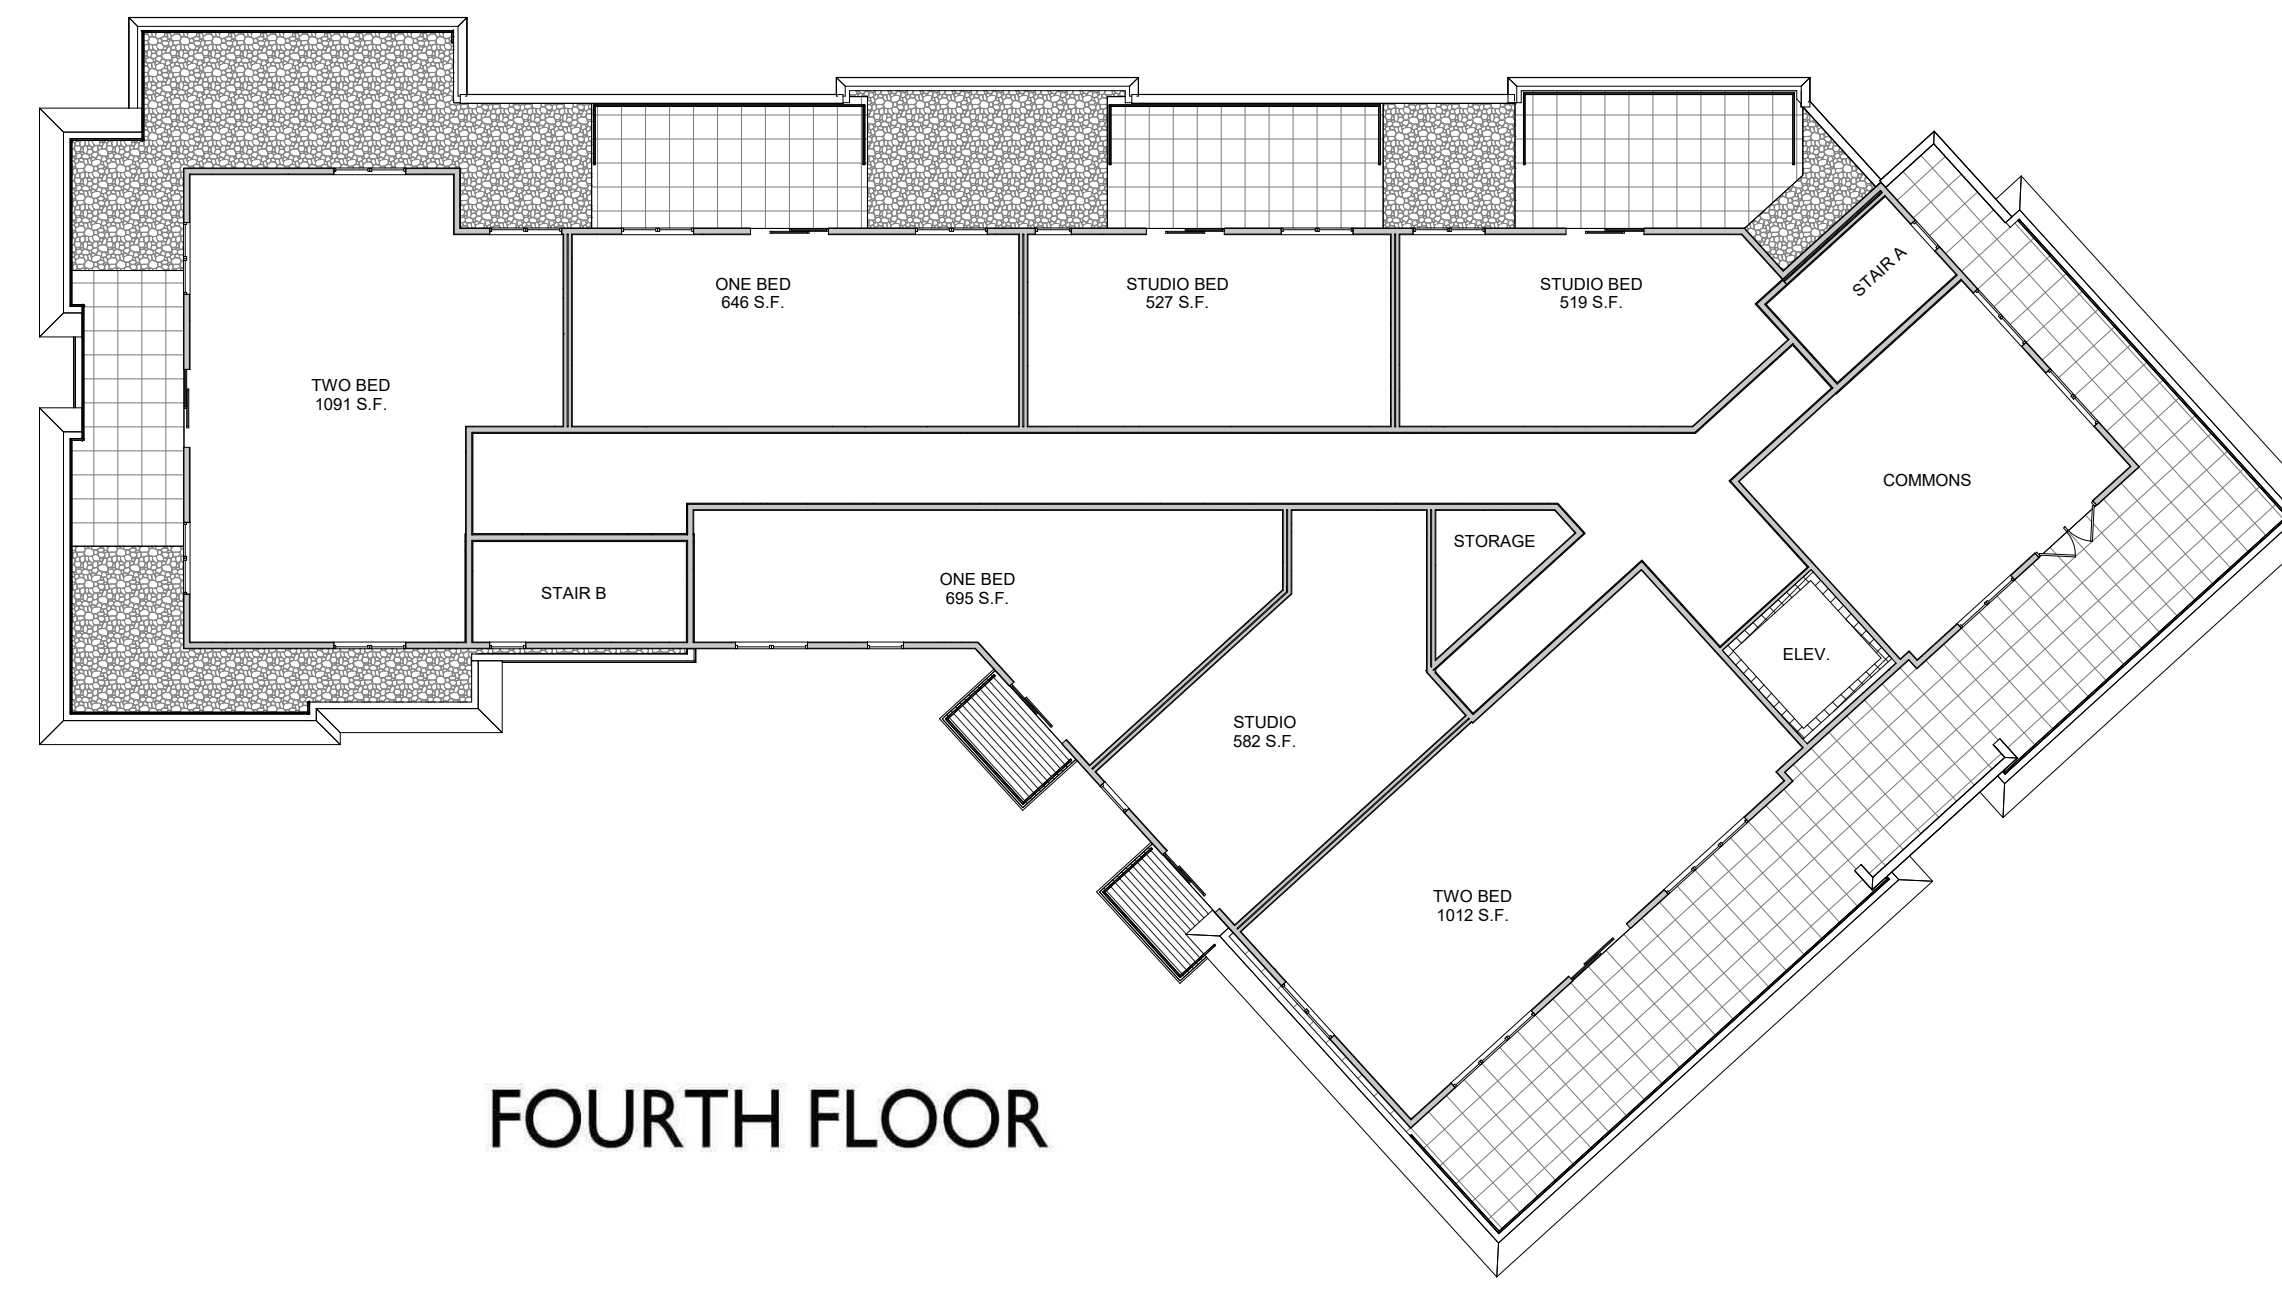 ONE BED
646 S.F.
STUDIO BED
527 S.F.
STUDIO BED
519 S.F.
STAIR A
TWO BED
1091 S.F.
COMMONS
STORAGE
ONE BED
695 S.F.
STAIR B
ELEV.
STUDIO
582 S.F.
TWO BED
1012 S.F.
FOURTH FLOOR